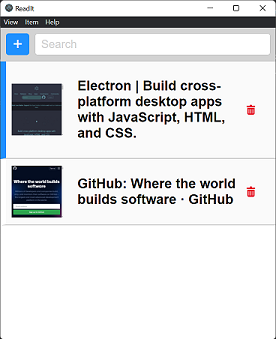 ReadIt
View Item Help
+ Search
Electron | Build cross-
platform desktop apps
with JavaScript, HTML,
and CSS.
Where the world builds
software
GitHub: Where the world
builds software · GitHub